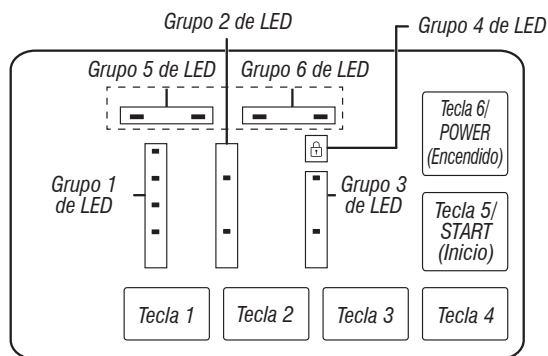 Grupo 2 de LED
Grupo 4 de LED
Grupo 5 de LED
Grupo 6 de LED
Tecla 6/
POWER
(Encendido)
Grupo 1
de LED
Grupo 3
de LED
Tecla 5/
START
(Inicio)
Tecla 1
Tecla 2
Tecla 3
Tecla 4